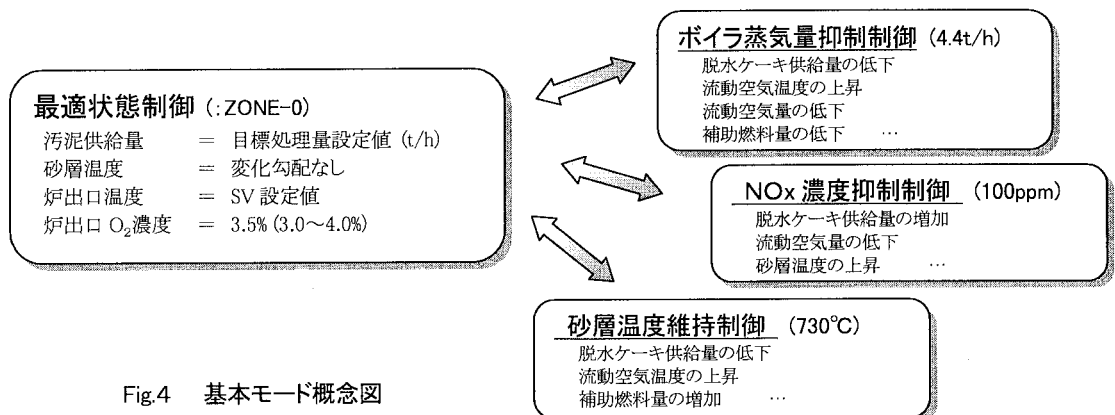 最適状態制御 (:ZONE-0)
汚泥供給量 = 目標処理量設定値 (t/h)
砂層温度 = 変化勾配なし
炉出口温度 = SV 設定値
炉出口 O₂濃度 = 3.5% (3.0～4.0%)
ボイラ蒸気量抑制制御 (4.4t/h)
脱水ケーキ供給量の低下
流動空気温度の上昇
流動空気量の低下
補助燃料量の低下 …
NOx 濃度抑制制御 (100ppm)
脱水ケーキ供給量の増加
流動空気量の低下
砂層温度の上昇 …
砂層温度維持制御 (730℃)
脱水ケーキ供給量の低下
流動空気温度の上昇
補助燃料量の増加 …
Fig.4 基本モード概念図